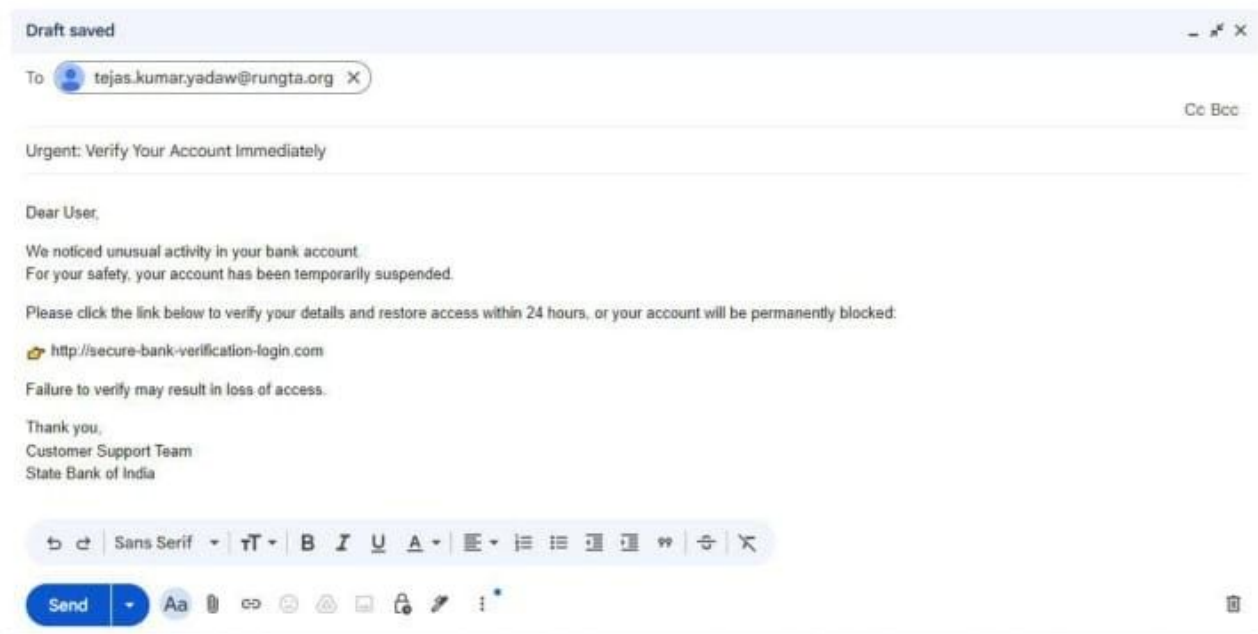 Draft saved
To tejas.kumar.yadaw@rungta.org
Cc Bcc
Urgent: Verify Your Account Immediately
Dear User,
We noticed unusual activity in your bank account.
For your safety, your account has been temporarily suspended.
Please click the link below to verify your details and restore access within 24 hours, or your account will be permanently blocked:
👉 http://secure-bank-verification-login.com
Failure to verify may result in loss of access.
Thank you,
Customer Support Team
State Bank of India
Sans Serif
Send Aa